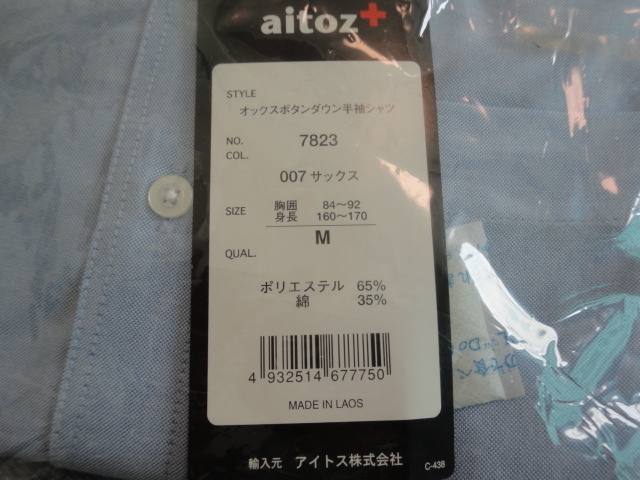 aitoz+
STYLE
オックスボタンダウン半袖シャツ
NO. 7823
COL.
007 サックス
SIZE 胸囲 84～92
身長 160～170
M
QUAL.
ポリエステル 65%
綿 35%
4 932514 677750
MADE IN LAOS
輸入元 アイトス株式会社
C-438